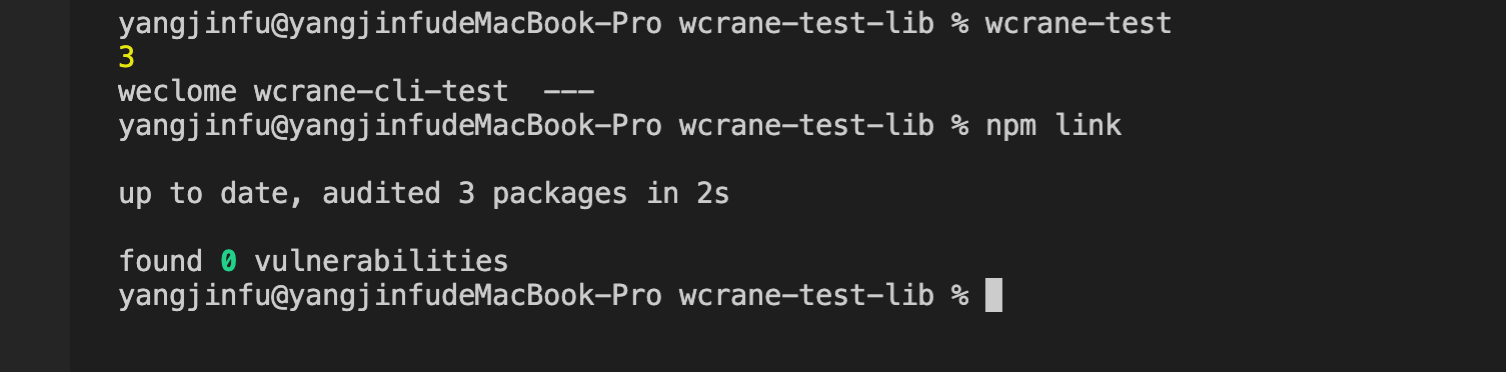 yangjinfu@yangjinfudeMacBook-Pro wcrane-test-lib % wcrane-test
3
weclome wcrane-cli-test  ---
yangjinfu@yangjinfudeMacBook-Pro wcrane-test-lib % npm link
up to date, audited 3 packages in 2s
found 0 vulnerabilities
yangjinfu@yangjinfudeMacBook-Pro wcrane-test-lib %